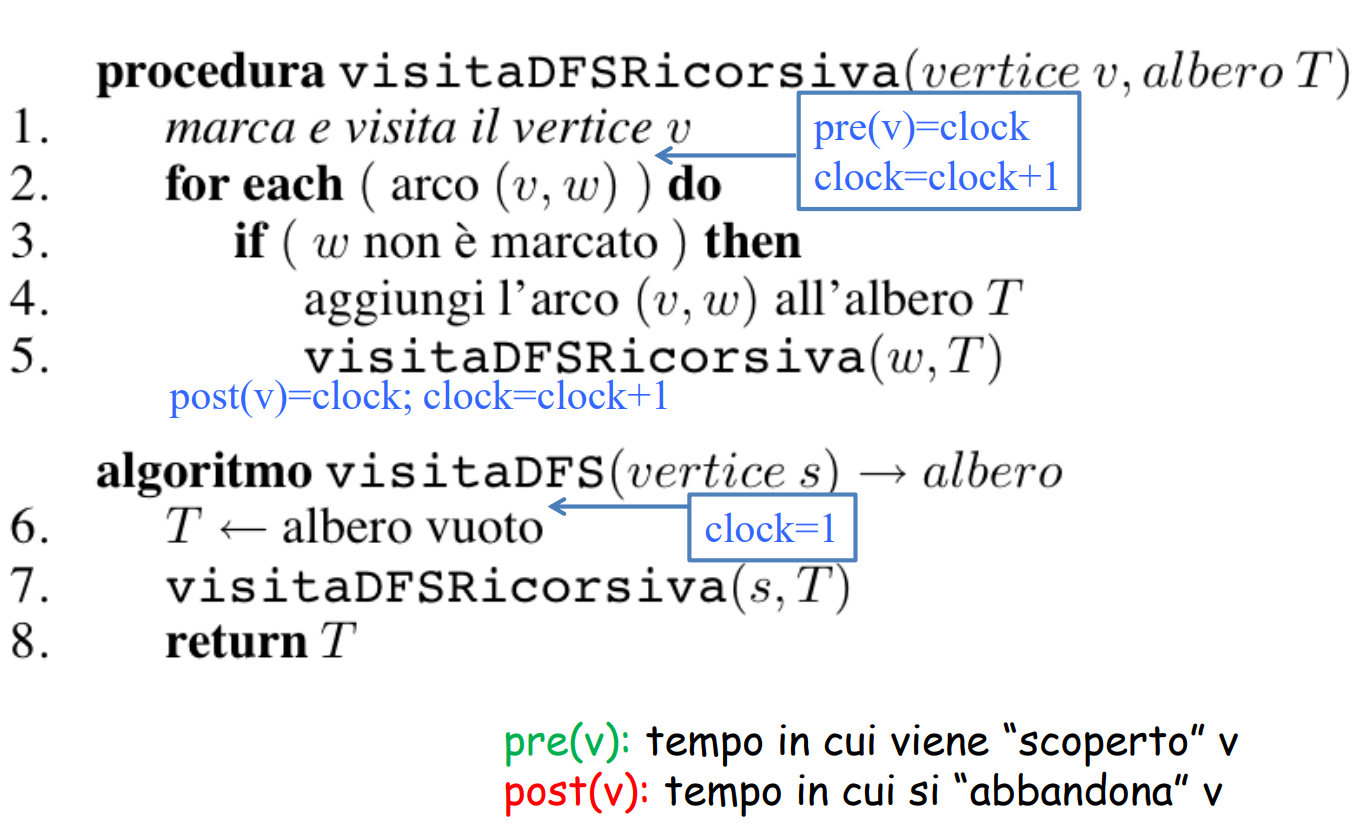 procedura visitaDFSRicorsiva(vertice v, albero T)
1. marca e visita il vertice v
pre(v)=clock
clock=clock+1
2. for each ( arco (v, w) ) do
3. if ( w non è marcato ) then
4. aggiungi l'arco (v, w) all'albero T
5. visitaDFSRicorsiva(w, T)
post(v)=clock; clock=clock+1
algoritmo visitaDFS(vertice s) → albero
6. T ← albero vuoto
clock=1
7. visitaDFSRicorsiva(s, T)
8. return T
pre(v): tempo in cui viene “scoperto” v
post(v): tempo in cui si “abbandona” v